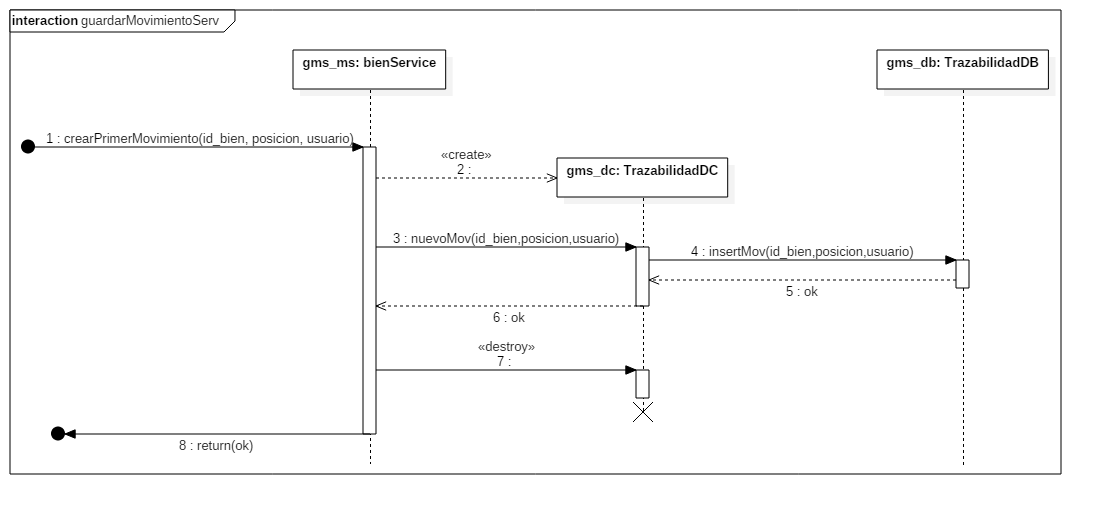 interaction guardarMovimientoServ
gms_ms: bienService
gms_db: TrazabilidadDB
1 : crearPrimerMovimiento(id_bien, posicion, usuario)
«create»
2 :
gms_dc: TrazabilidadDC
3 : nuevoMov(id_bien,posicion,usuario)
4 : insertMov(id_bien,posicion,usuario)
5 : ok
6 : ok
«destroy»
7 :
8 : return(ok)